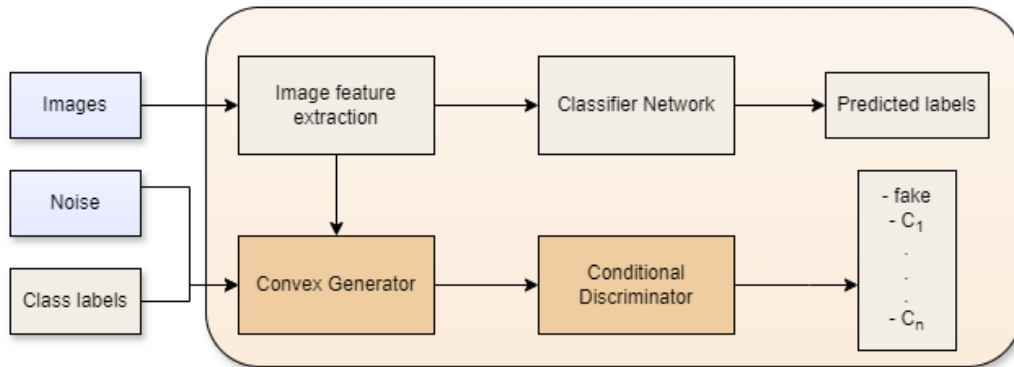 Images
Image feature
extraction
Classifier Network
Predicted labels
Noise
Class labels
Convex Generator
Conditional
Discriminator
- fake
- C₁
.
.
.
- Cₙ